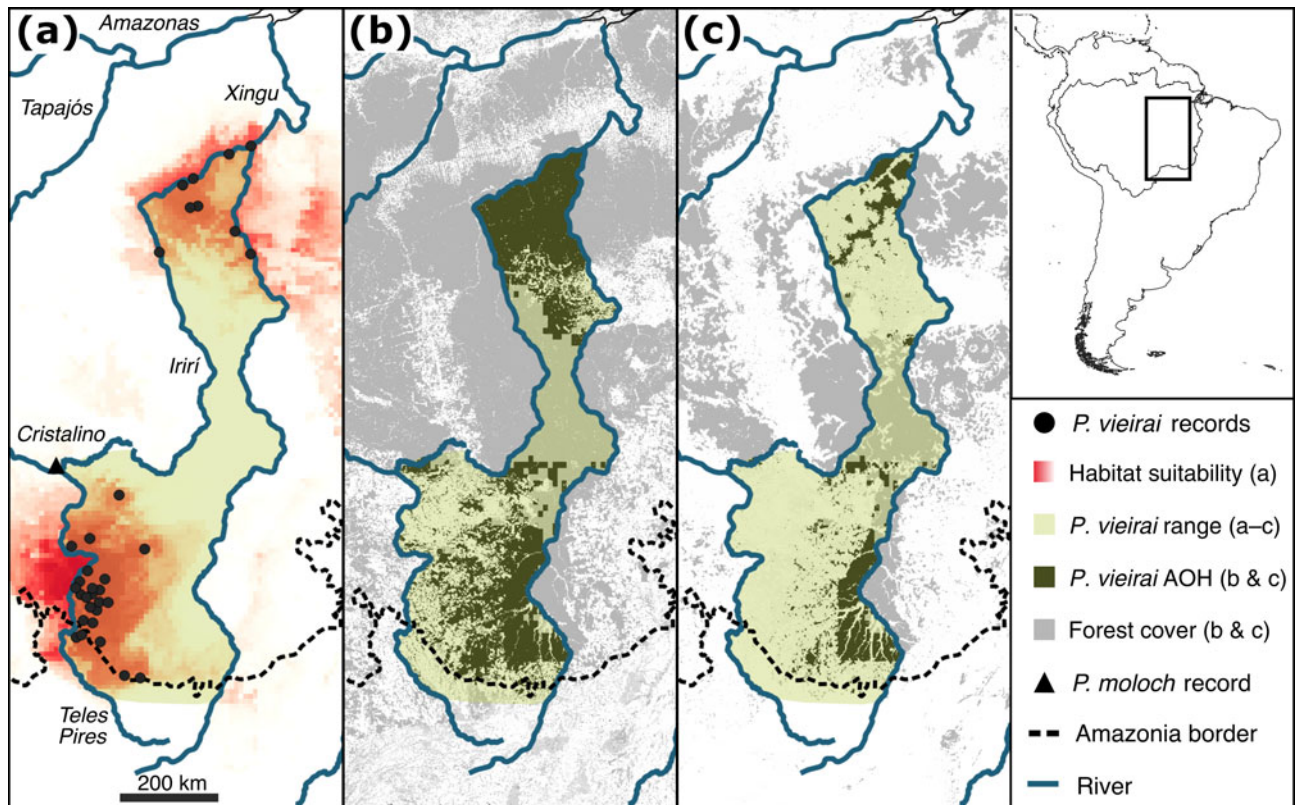 (a)
Amazonas
Tapajós
Xingu
Irirí
Cristalino
Teles
Pires
200 km
(b)
(c)
P. vieirai records
Habitat suitability (a)
P. vieirai range (a–c)
P. vieirai AOH (b & c)
Forest cover (b & c)
P. moloch record
Amazonia border
River